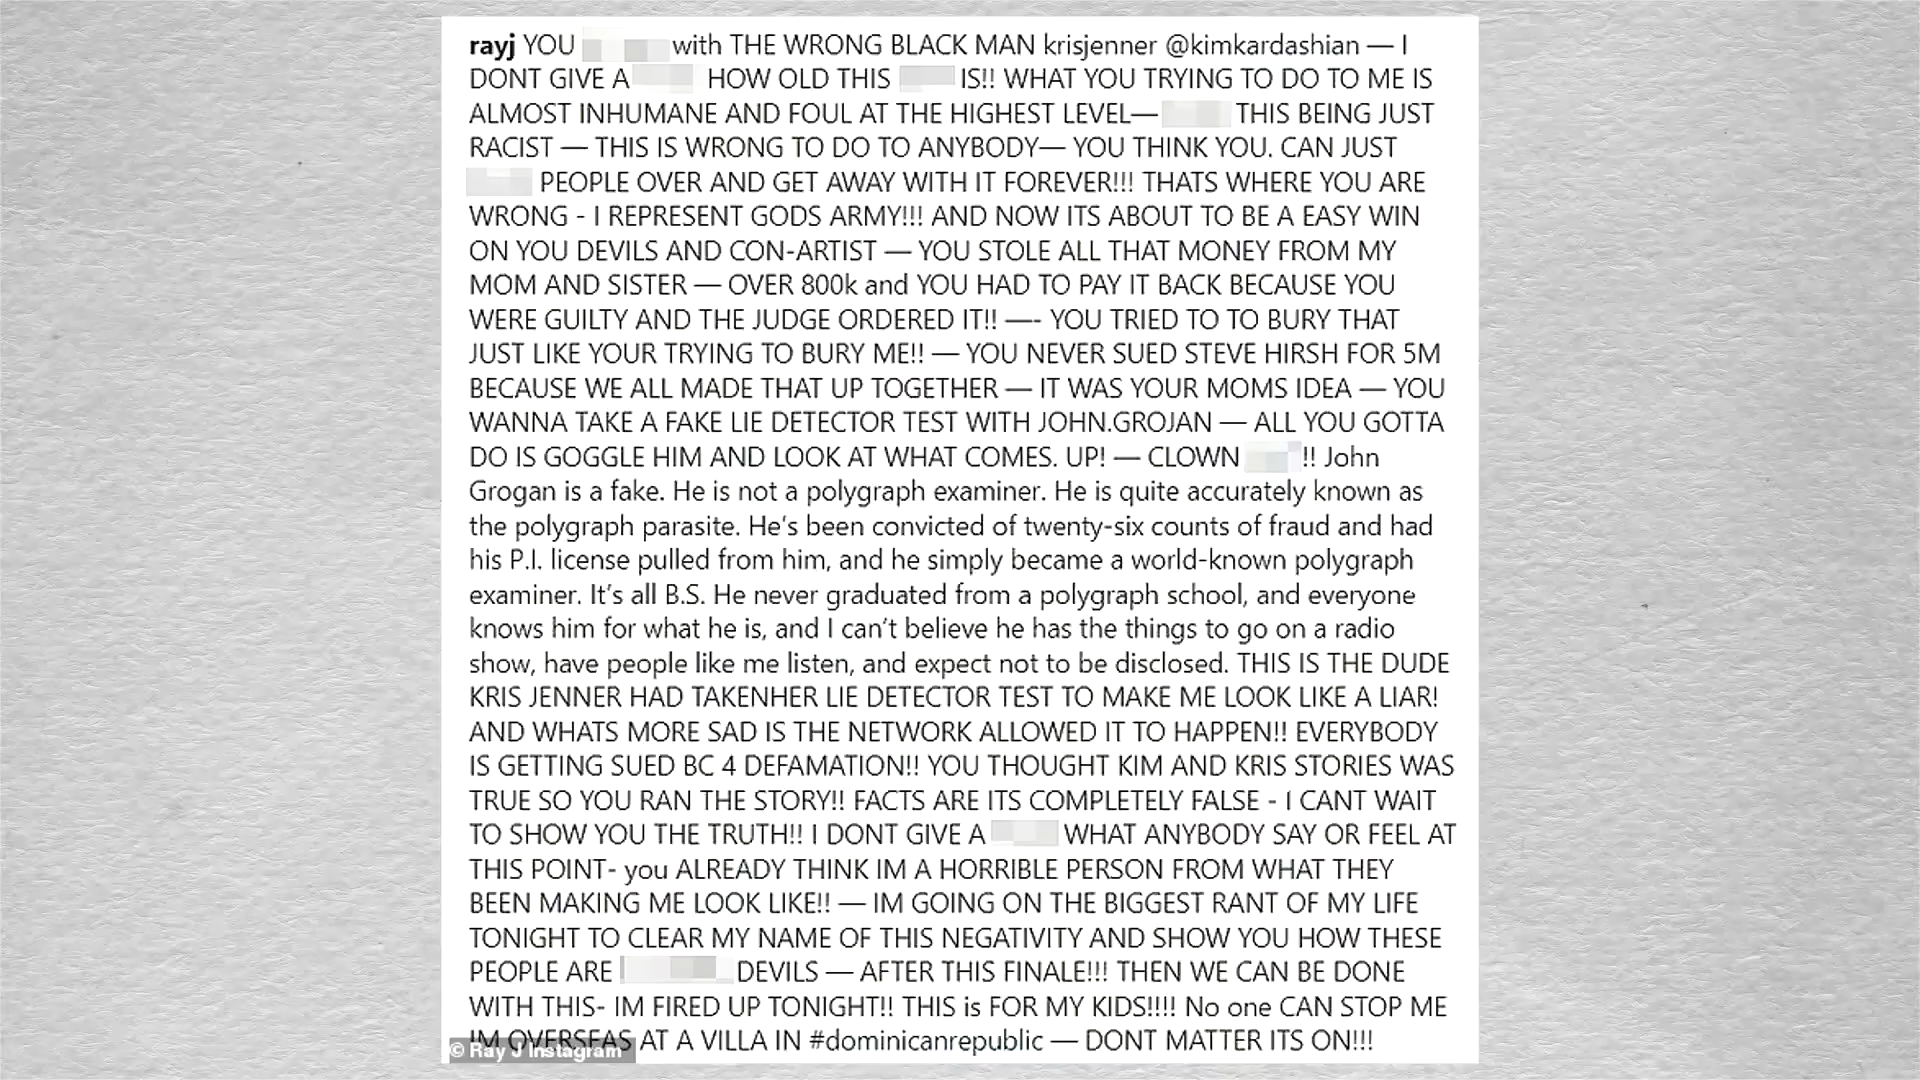 rayj YOU with THE WRONG BLACK MAN krisjenner @kimkardashian — I
DONT GIVE A HOW OLD THIS IS!! WHAT YOU TRYING TO DO TO ME IS
ALMOST INHUMANE AND FOUL AT THE HIGHEST LEVEL— THIS BEING JUST
RACIST — THIS IS WRONG TO DO TO ANYBODY— YOU THINK YOU. CAN JUST
PEOPLE OVER AND GET AWAY WITH IT FOREVER!!! THATS WHERE YOU ARE
WRONG - I REPRESENT GODS ARMY!!! AND NOW ITS ABOUT TO BE A EASY WIN
ON YOU DEVILS AND CON-ARTIST — YOU STOLE ALL THAT MONEY FROM MY
MOM AND SISTER — OVER 800k and YOU HAD TO PAY IT BACK BECAUSE YOU
WERE GUILTY AND THE JUDGE ORDERED IT!! —- YOU TRIED TO TO BURY THAT
JUST LIKE YOUR TRYING TO BURY ME!! — YOU NEVER SUED STEVE HIRSH FOR 5M
BECAUSE WE ALL MADE THAT UP TOGETHER — IT WAS YOUR MOMS IDEA — YOU
WANNA TAKE A FAKE LIE DETECTOR TEST WITH JOHN.GROJAN — ALL YOU GOTTA
DO IS GOGGLE HIM AND LOOK AT WHAT COMES. UP! — CLOWN !! John
Grogan is a fake. He is not a polygraph examiner. He is quite accurately known as
the polygraph parasite. He's been convicted of twenty-six counts of fraud and had
his P.I. license pulled from him, and he simply became a world-known polygraph
examiner. It's all B.S. He never graduated from a polygraph school, and everyone
knows him for what he is, and I can't believe he has the things to go on a radio
show, have people like me listen, and expect not to be disclosed. THIS IS THE DUDE
KRIS JENNER HAD TAKENHER LIE DETECTOR TEST TO MAKE ME LOOK LIKE A LIAR!
AND WHATS MORE SAD IS THE NETWORK ALLOWED IT TO HAPPEN!! EVERYBODY
IS GETTING SUED BC 4 DEFAMATION!! YOU THOUGHT KIM AND KRIS STORIES WAS
TRUE SO YOU RAN THE STORY!! FACTS ARE ITS COMPLETELY FALSE - I CANT WAIT
TO SHOW YOU THE TRUTH!! I DONT GIVE A WHAT ANYBODY SAY OR FEEL AT
THIS POINT- you ALREADY THINK IM A HORRIBLE PERSON FROM WHAT THEY
BEEN MAKING ME LOOK LIKE!! — IM GOING ON THE BIGGEST RANT OF MY LIFE
TONIGHT TO CLEAR MY NAME OF THIS NEGATIVITY AND SHOW YOU HOW THESE
PEOPLE ARE DEVILS — AFTER THIS FINALE!!! THEN WE CAN BE DONE
WITH THIS- IM FIRED UP TONIGHT!! THIS is FOR MY KIDS!!!! No one CAN STOP ME
IM OVERSEAS AT A VILLA IN #dominicanrepublic — DONT MATTER ITS ON!!!
© Ray J Instagram